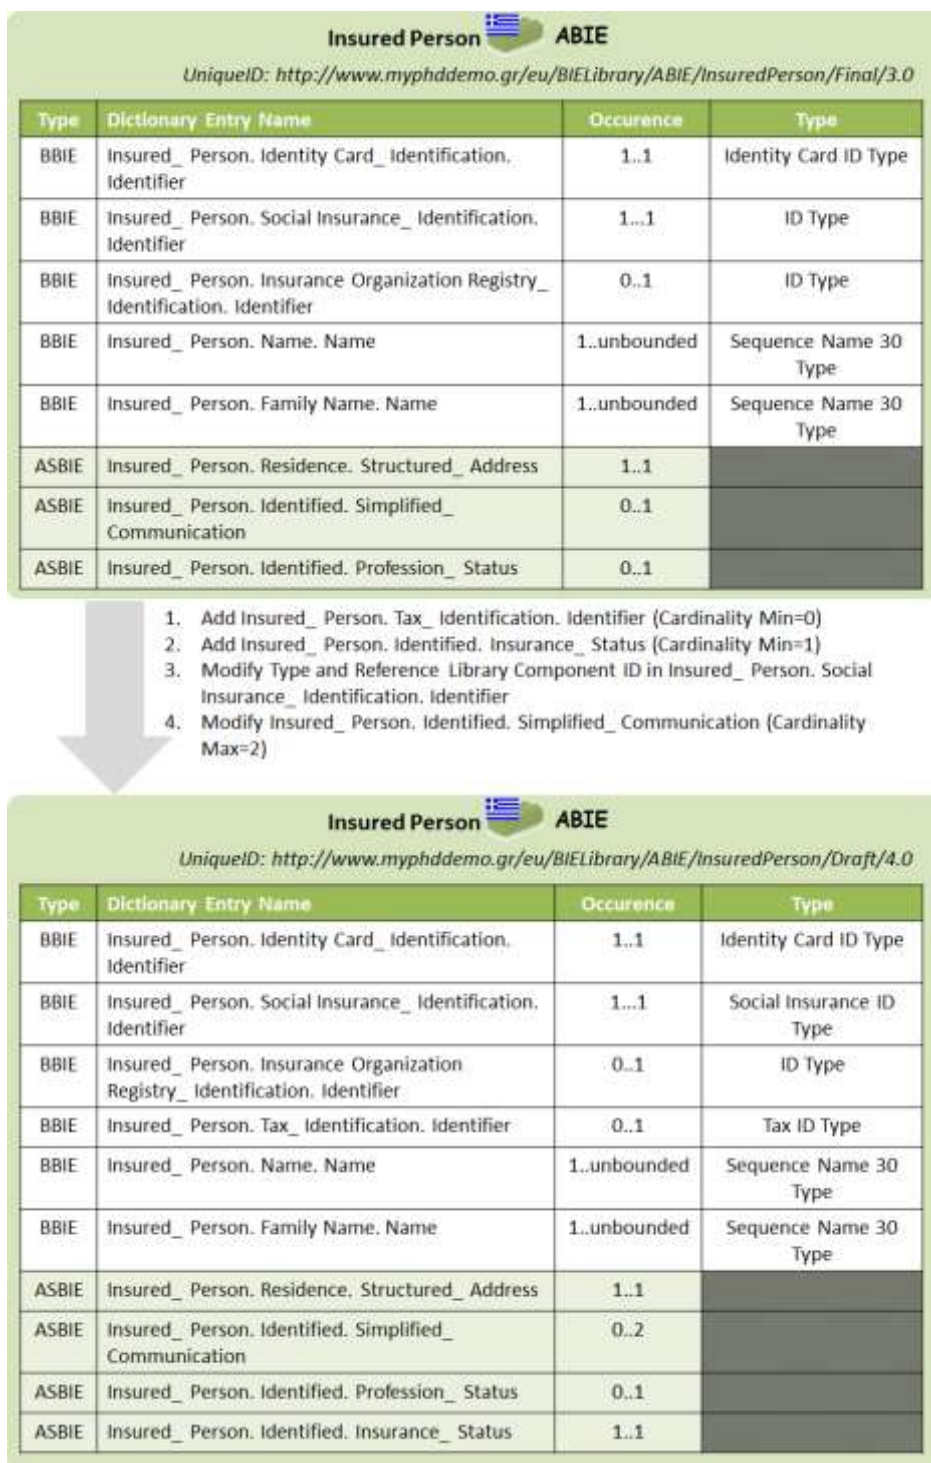 Insured Person ABIE
UniqueID: http://www.myphddemo.gr/eu/BIELibrary/ABIE/InsuredPerson/Final/3.0
Type Dictionary Entry Name Occurence Type
BBIE Insured_ Person. Identity Card_ Identification. 1..1 Identity Card ID Type
Identifier
BBIE Insured_ Person. Social Insurance_ Identification. 1...1 ID Type
Identifier
BBIE Insured_ Person. Insurance Organization Registry_ 0..1 ID Type
Identification. Identifier
BBIE Insured_ Person. Name. Name 1..unbounded Sequence Name 30
Type
BBIE Insured_ Person. Family Name. Name 1..unbounded Sequence Name 30
Type
ASBIE Insured_ Person. Residence. Structured_ Address 1..1
ASBIE Insured_ Person. Identified. Simplified_ 0..1
Communication
ASBIE Insured_ Person. Identified. Profession_ Status 0..1
1. Add Insured_ Person. Tax_ Identification. Identifier (Cardinality Min=0)
2. Add Insured_ Person. Identified. Insurance_ Status (Cardinality Min=1)
3. Modify Type and Reference Library Component ID in Insured_ Person. Social
Insurance_ Identification. Identifier
4. Modify Insured_ Person. Identified. Simplified_ Communication (Cardinality
Max=2)
Insured Person ABIE
UniqueID: http://www.myphddemo.gr/eu/BIELibrary/ABIE/InsuredPerson/Draft/4.0
Type Dictionary Entry Name Occurence Type
BBIE Insured_ Person. Identity Card_ Identification. 1..1 Identity Card ID Type
Identifier
BBIE Insured_ Person. Social Insurance_ Identification. 1...1 Social Insurance ID
Identifier Type
BBIE Insured_ Person. Insurance Organization 0..1 ID Type
Registry_ Identification. Identifier
BBIE Insured_ Person. Tax_ Identification. Identifier 0..1 Tax ID Type
BBIE Insured_ Person. Name. Name 1..unbounded Sequence Name 30
Type
BBIE Insured_ Person. Family Name. Name 1..unbounded Sequence Name 30
Type
ASBIE Insured_ Person. Residence. Structured_ Address 1..1
ASBIE Insured_ Person. Identified. Simplified_ 0..2
Communication
ASBIE Insured_ Person. Identified. Profession_ Status 0..1
ASBIE Insured_ Person. Identified. Insurance_ Status 1..1